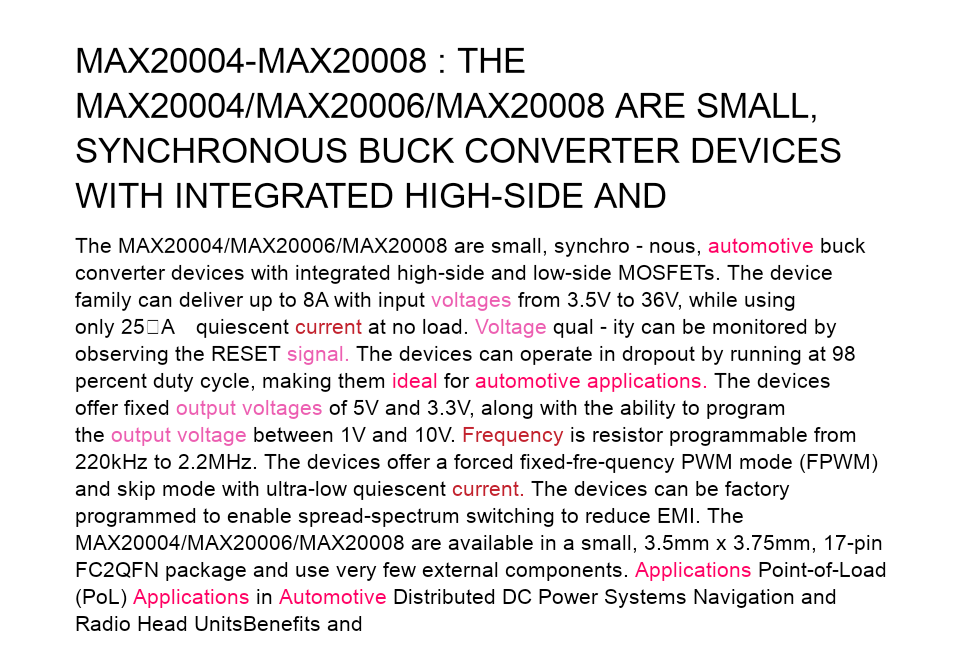 MAX20004-MAX20008 : THE
MAX20004/MAX20006/MAX20008 ARE SMALL,
SYNCHRONOUS BUCK CONVERTER DEVICES
WITH INTEGRATED HIGH-SIDE AND
The MAX20004/MAX20006/MAX20008 are small, synchro - nous, automotive buck
converter devices with integrated high-side and low-side MOSFETs. The device
family can deliver up to 8A with input voltages from 3.5V to 36V, while using
only 25□A quiescent current at no load. Voltage qual - ity can be monitored by
observing the RESET signal. The devices can operate in dropout by running at 98
percent duty cycle, making them ideal for automotive applications. The devices
offer fixed output voltages of 5V and 3.3V, along with the ability to program
the output voltage between 1V and 10V. Frequency is resistor programmable from
220kHz to 2.2MHz. The devices offer a forced fixed-fre-quency PWM mode (FPWM)
and skip mode with ultra-low quiescent current. The devices can be factory
programmed to enable spread-spectrum switching to reduce EMI. The
MAX20004/MAX20006/MAX20008 are available in a small, 3.5mm x 3.75mm, 17-pin
FC2QFN package and use very few external components. Applications Point-of-Load
(PoL) Applications in Automotive Distributed DC Power Systems Navigation and
Radio Head UnitsBenefits and